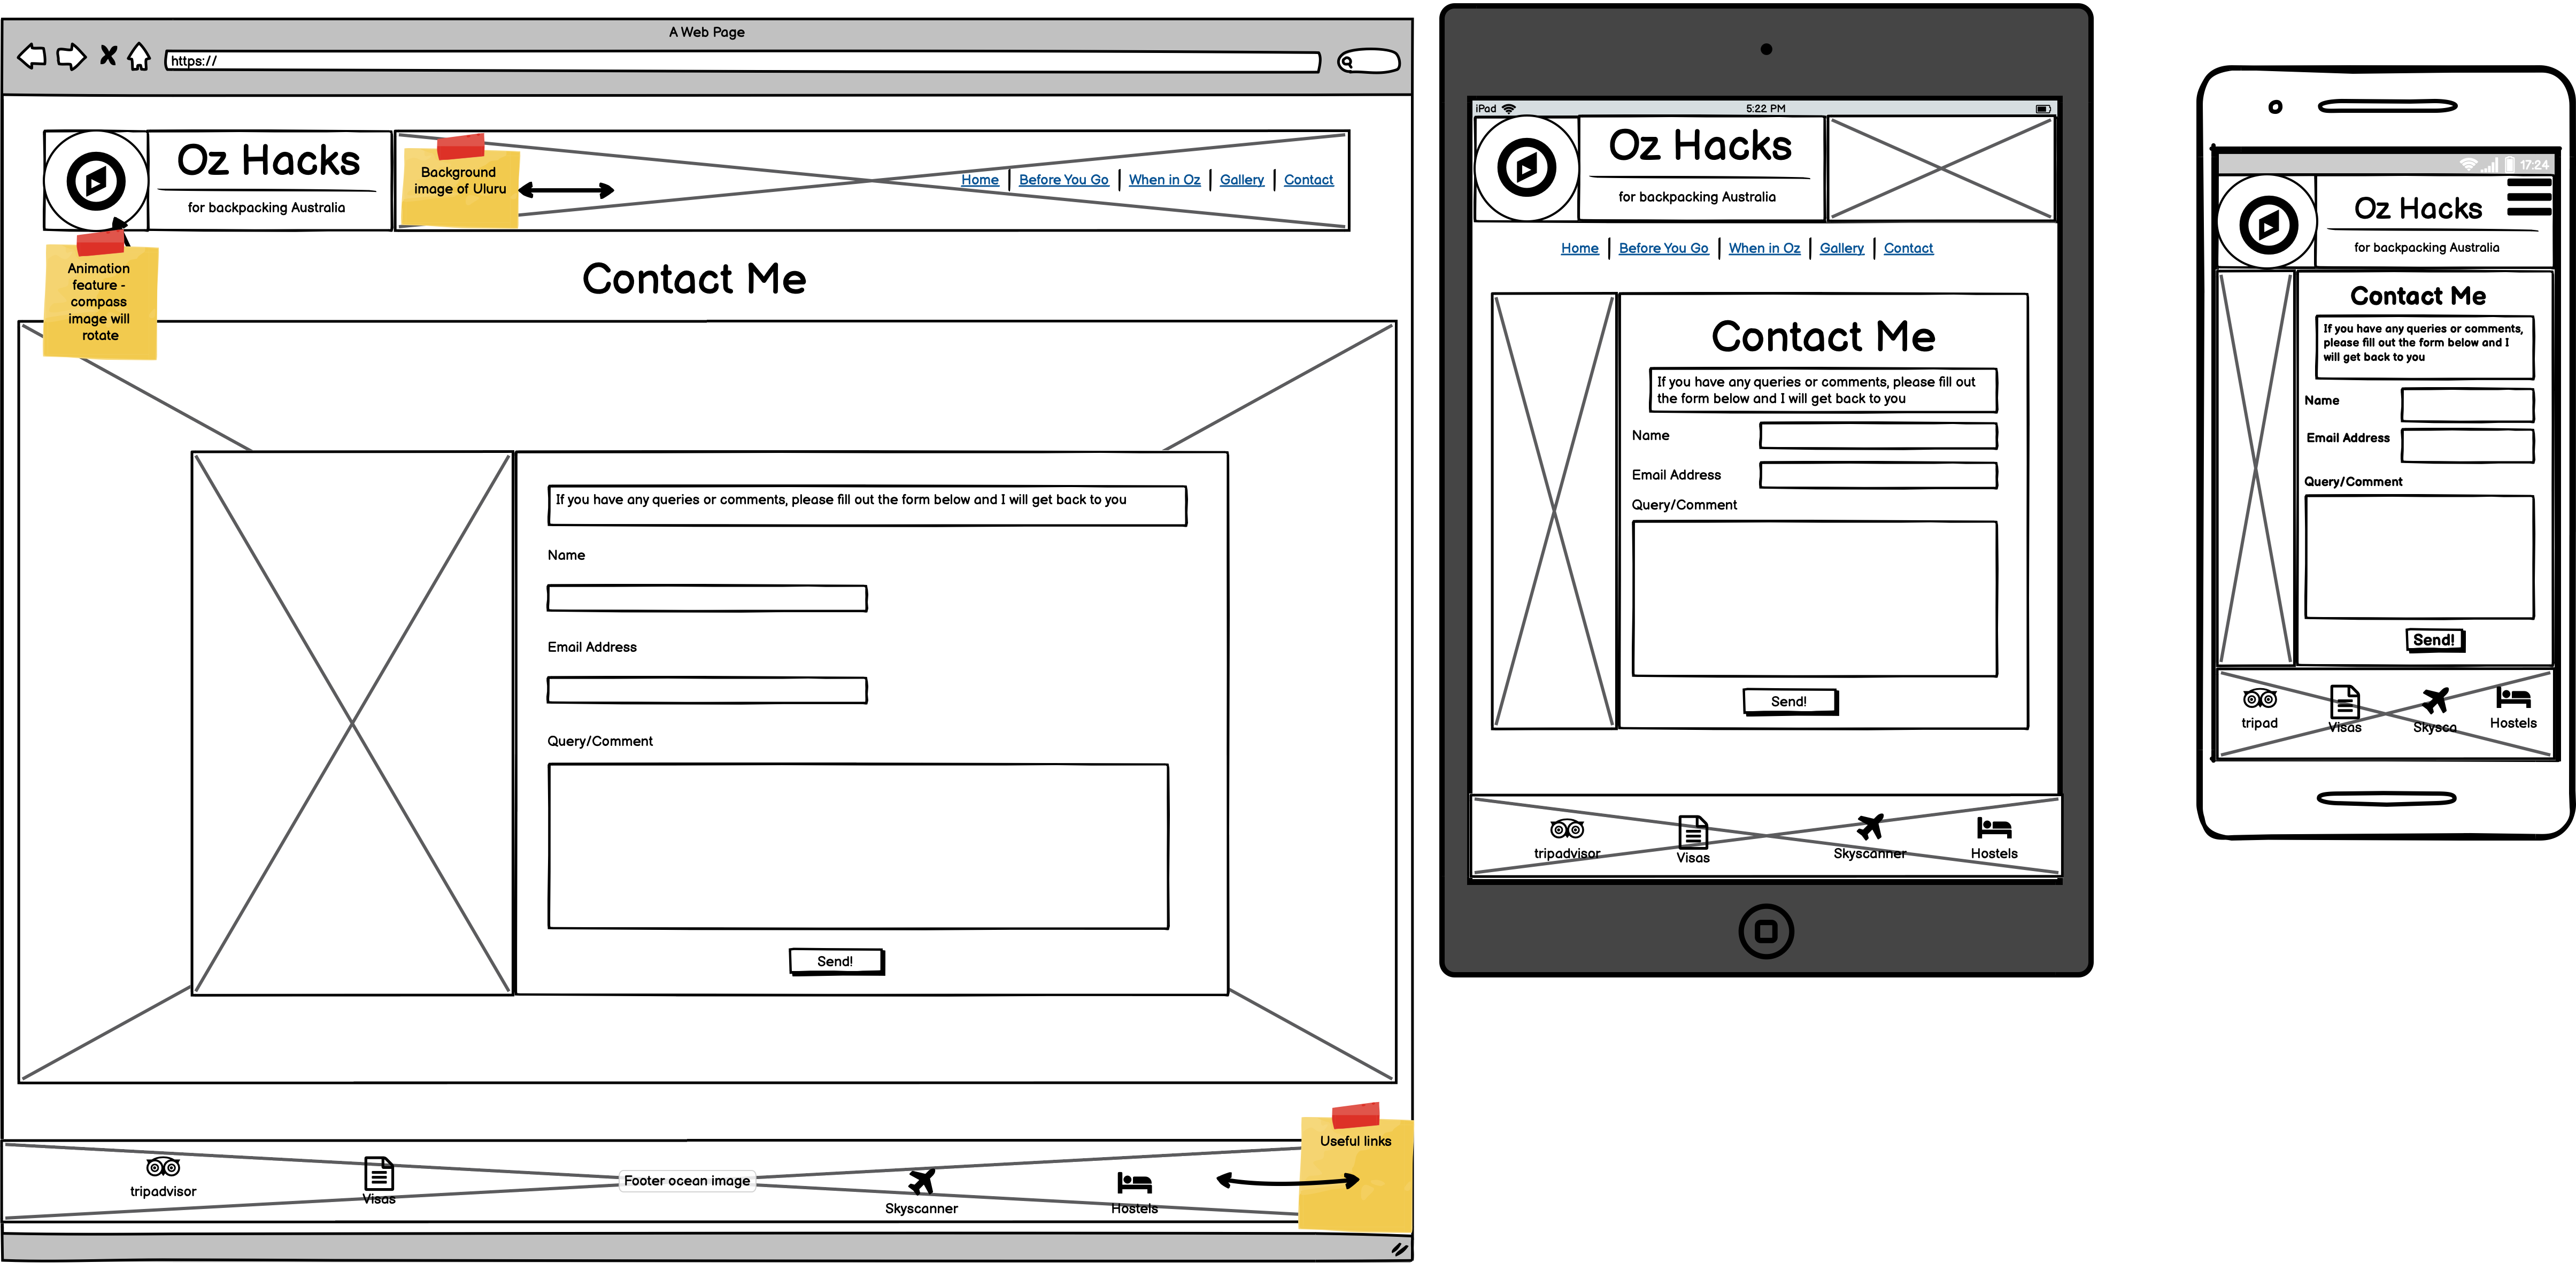 A Web Page
https://
Oz Hacks
for backpacking Australia
Background
image of Uluru
Home
Before You Go
When in Oz
Gallery
Contact
Animation
feature -
compass
image will
rotate
Contact Me
If you have any queries or comments, please fill out the form below and I will get back to you
Name
Email Address
Query/Comment
Send!
tripadvisor
Visas
Footer ocean image
Skyscanner
Hostels
Useful links
iPad
5:22 PM
Oz Hacks
for backpacking Australia
Home
Before You Go
When in Oz
Gallery
Contact
Contact Me
If you have any queries or comments, please fill out
the form below and I will get back to you
Name
Email Address
Query/Comment
Send!
tripadvisor
Visas
Skyscanner
Hostels
17:24
Oz Hacks
for backpacking Australia
Contact Me
If you have any queries or comments,
please fill out the form below and I
will get back to you
Name
Email Address
Query/Comment
Send!
tripad
Visas
Skysca
Hostels